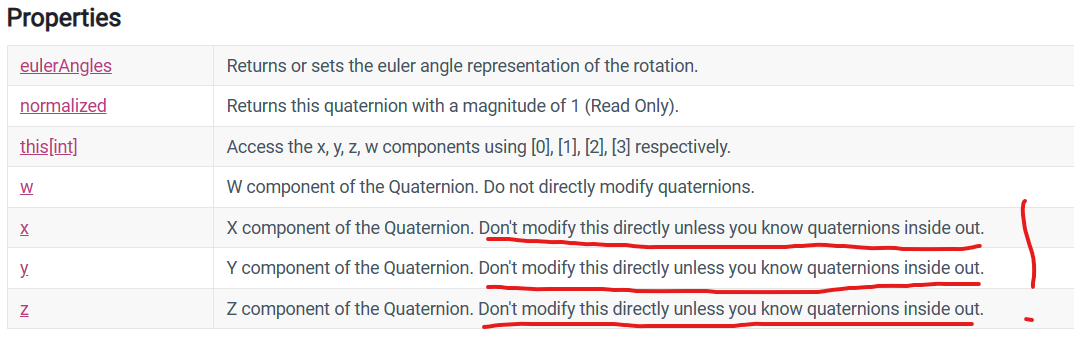 Properties
eulerAngles Returns or sets the euler angle representation of the rotation.
normalized Returns this quaternion with a magnitude of 1 (Read Only).
this[int] Access the x, y, z, w components using [0], [1], [2], [3] respectively.
w W component of the Quaternion. Do not directly modify quaternions.
x X component of the Quaternion. Don't modify this directly unless you know quaternions inside out.
y Y component of the Quaternion. Don't modify this directly unless you know quaternions inside out.
z Z component of the Quaternion. Don't modify this directly unless you know quaternions inside out.